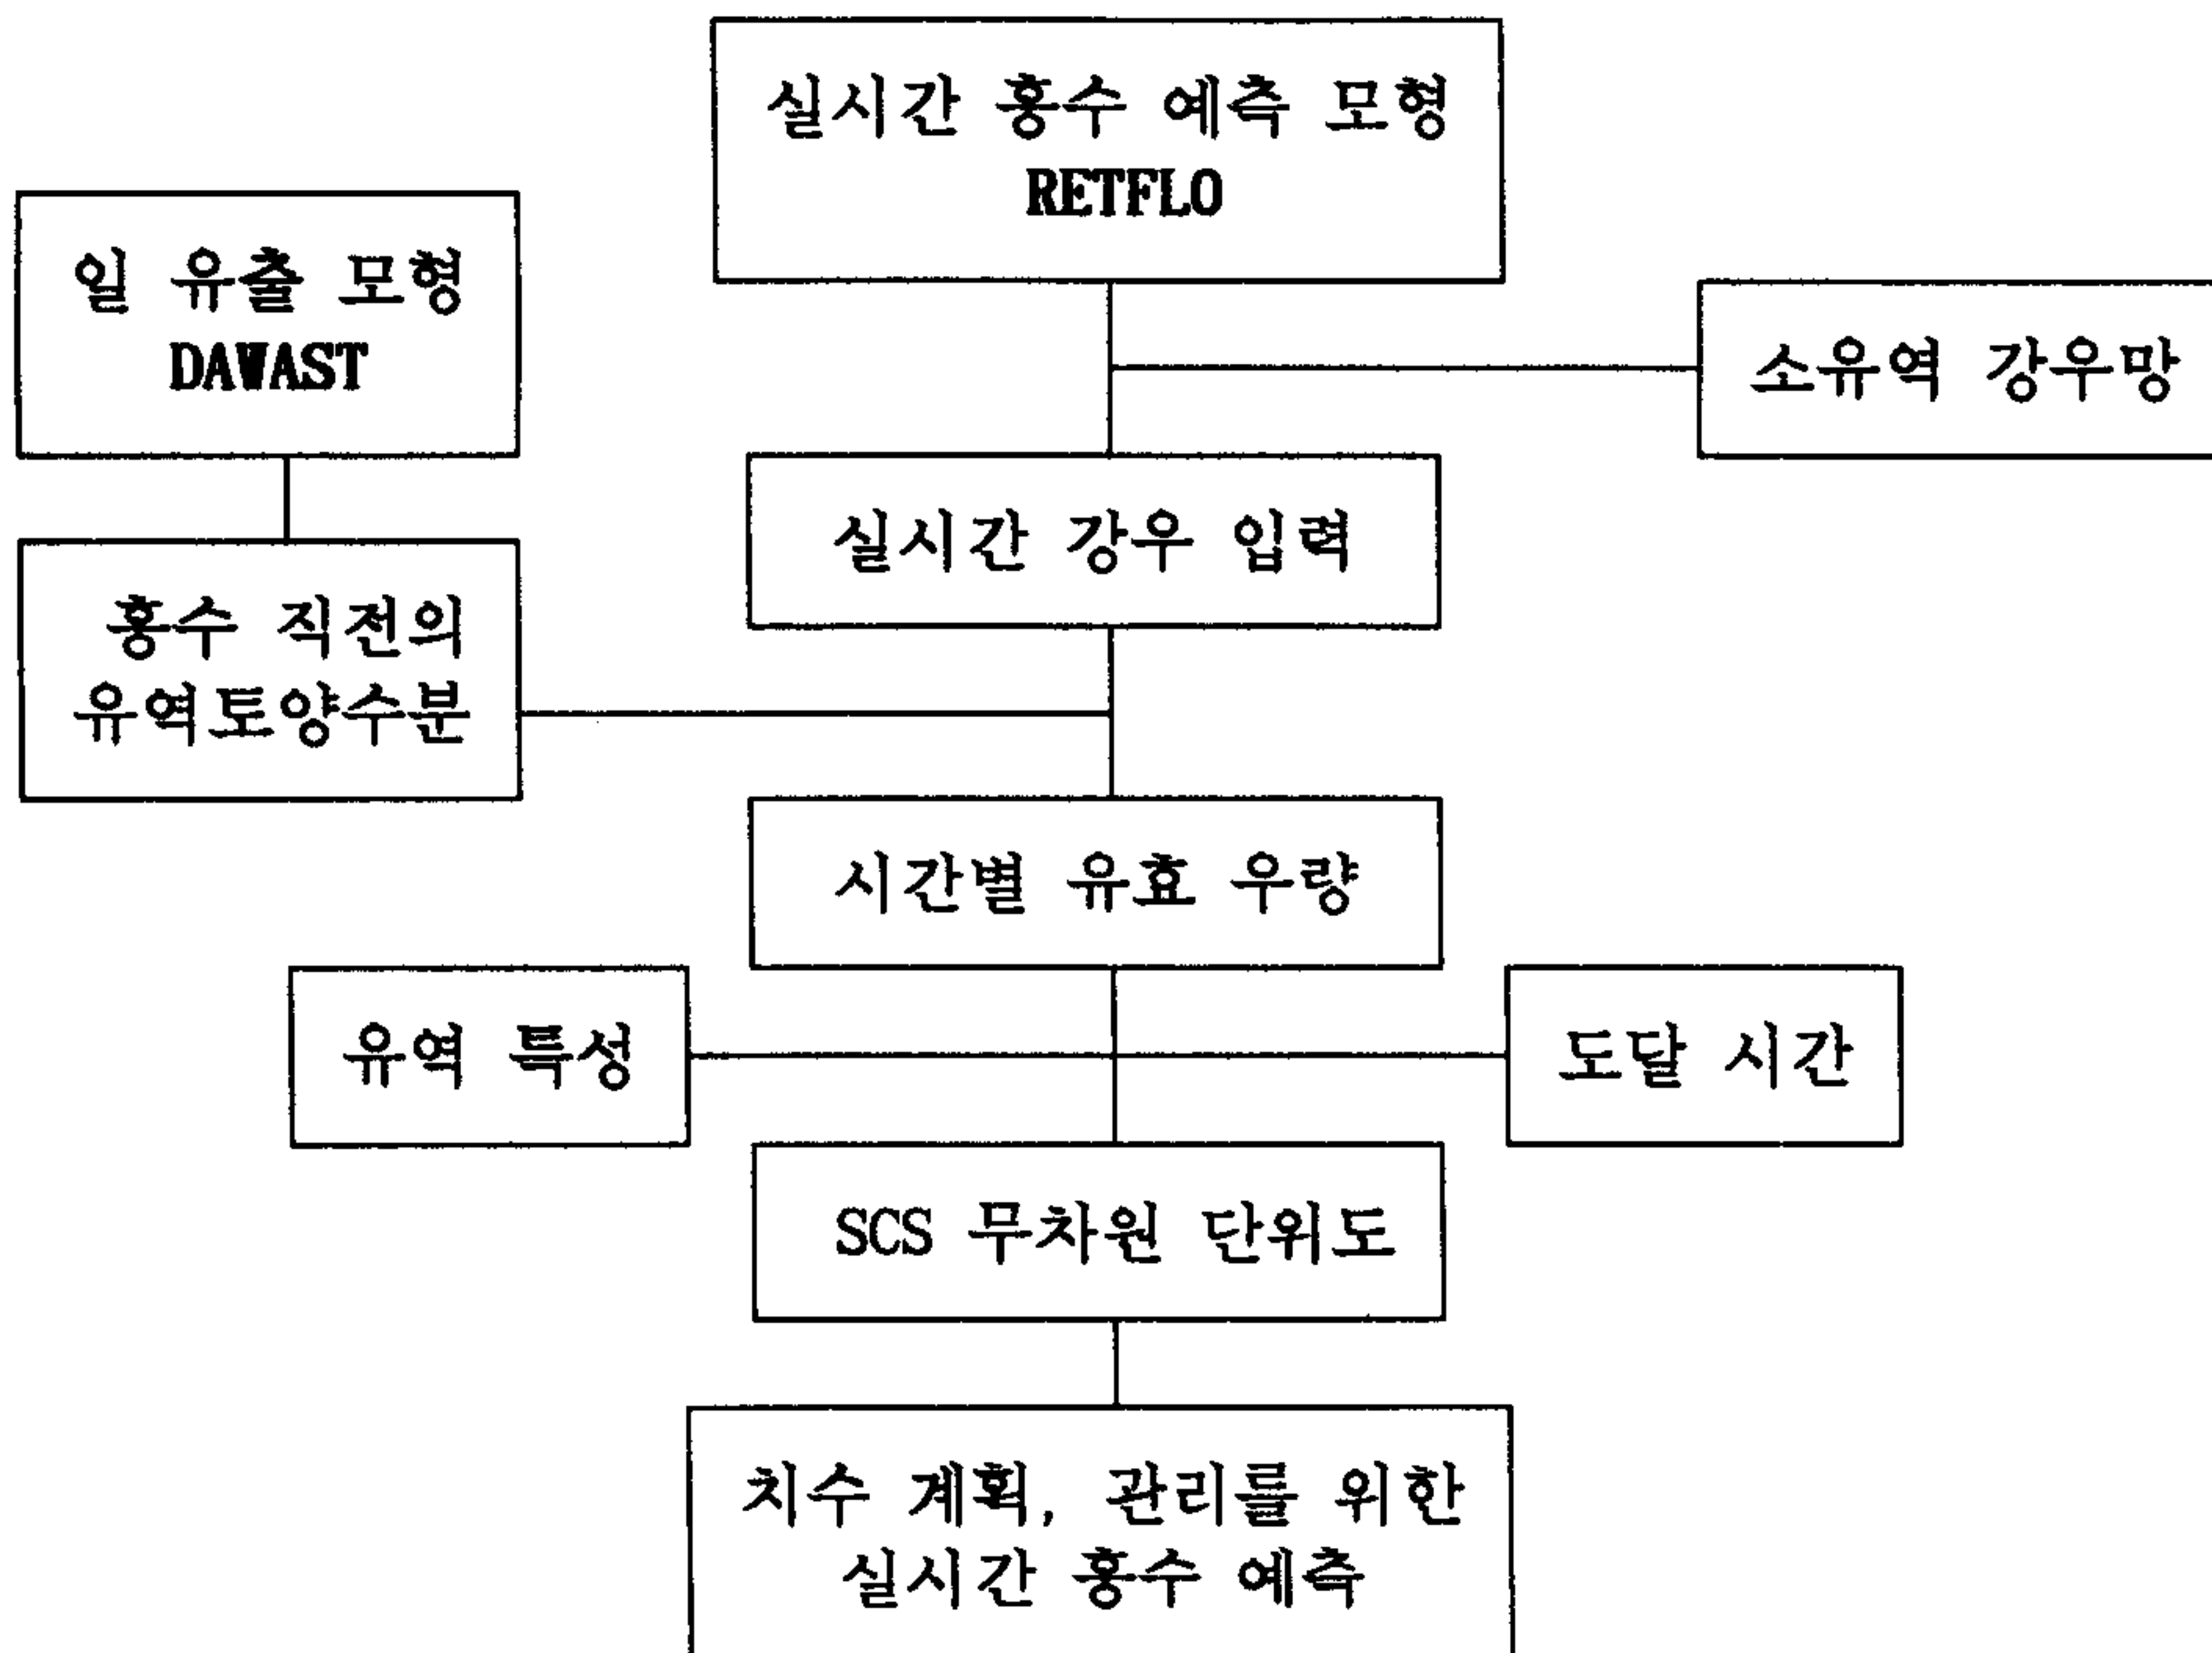 실시간 홍수 예측 모형
RETFLO
일 유출 모형
DAWAST
소유역 강우망
실시간 강우 입력
홍수 직전의
유역토양수분
시간별 유효 우량
유역 특성
도달 시간
SCS 무차원 단위도
치수 계획, 관리를 위한
실시간 홍수 예측